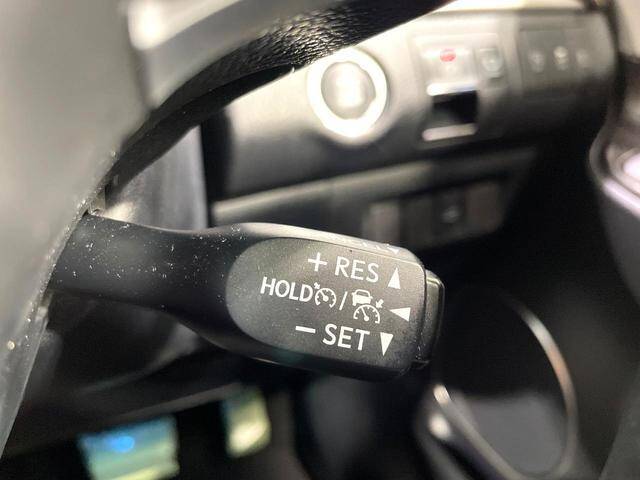 + RES ▲
HOLD / ◀
− SET ▼